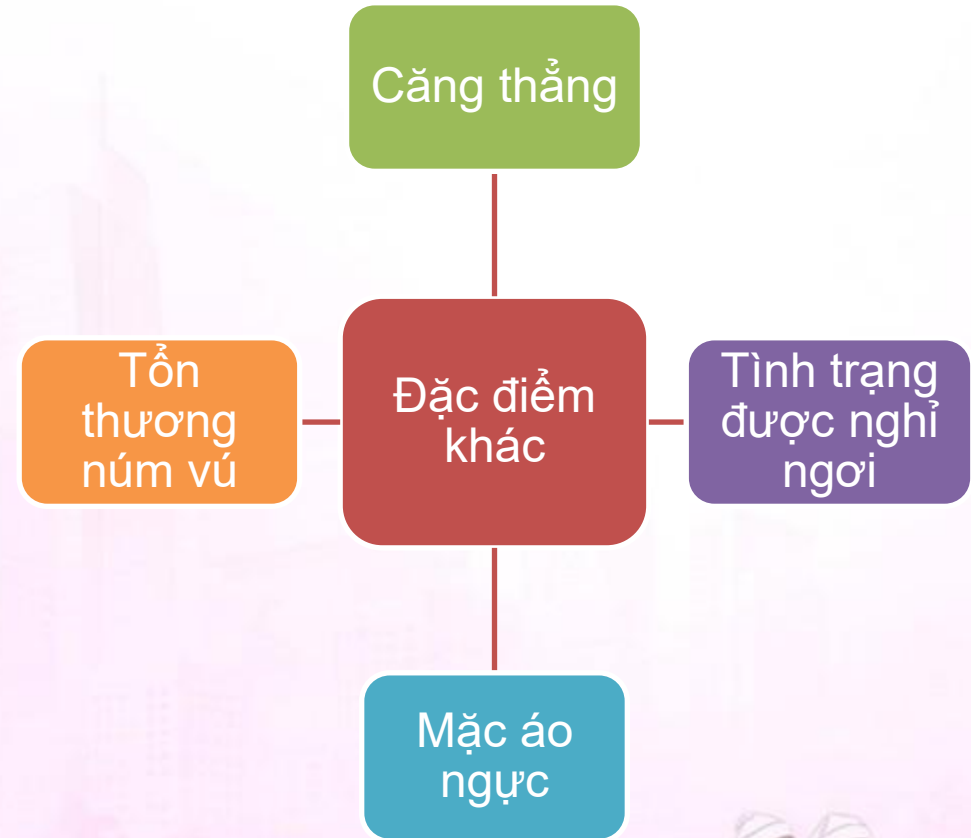 Căng thẳng
Tổn
thương
núm vú
Đặc điểm
khác
Tình trạng
được nghỉ
ngơi
Mặc áo
ngực